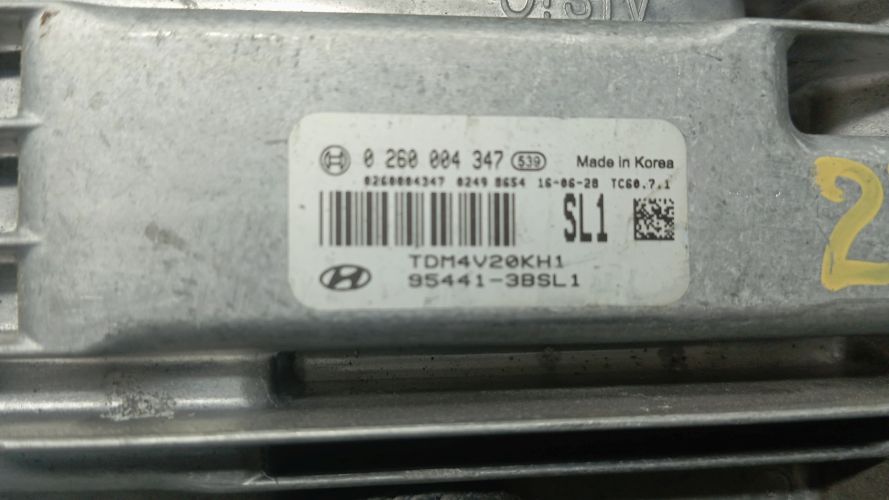 0 260 004 347 539 Made in Korea
0260004347 0249 8654 16-06-28 TC60.7.1
SL1
TDM4V20KH1
95441-3BSL1
2